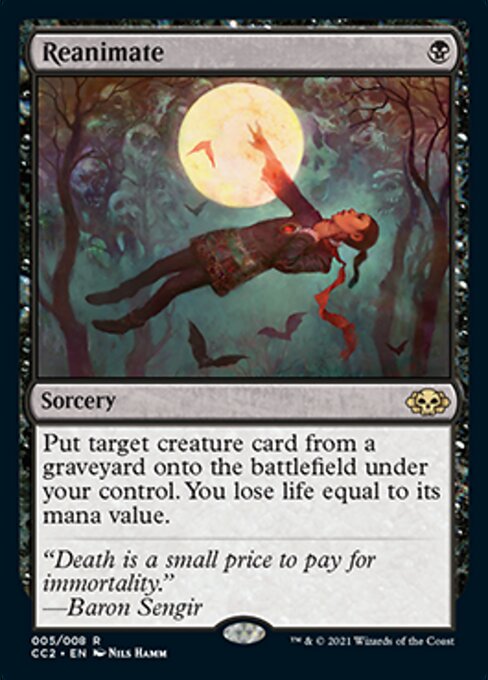 Reanimate
Sorcery
Put target creature card from a
graveyard onto the battlefield under
your control. You lose life equal to its
mana value.
“Death is a small price to pay for
immortality.”
—Baron Sengir
005/008 R
CC2 • EN Nils Hamm
™ & © 2021 Wizards of the Coast